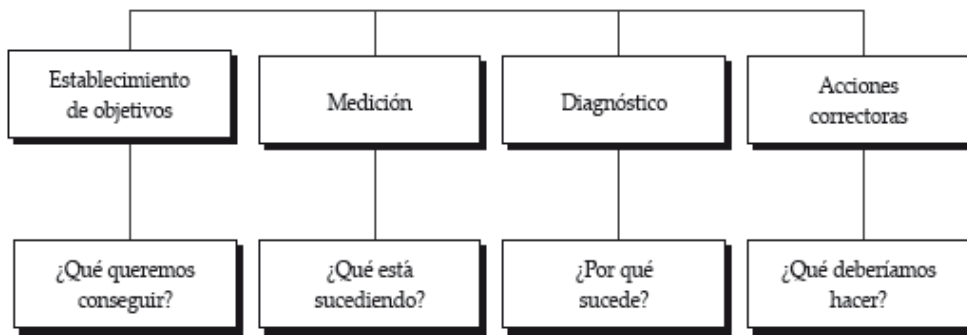 Establecimiento
de objetivos
Medición
Diagnóstico
Acciones
correctoras
¿Qué queremos
conseguir?
¿Qué está
sucediendo?
¿Por qué
sucede?
¿Qué deberíamos
hacer?